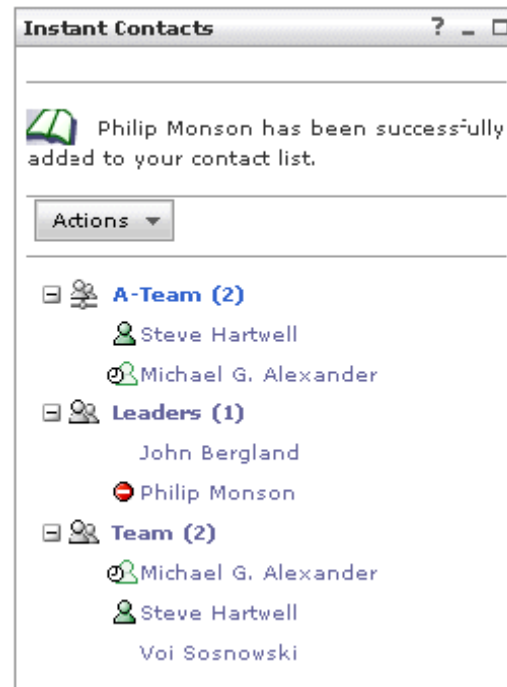 Instant Contacts ? _ □
Philip Monson has been successfully
added to your contact list.
Actions
A-Team (2)
Steve Hartwell
Michael G. Alexander
Leaders (1)
John Bergland
Philip Monson
Team (2)
Michael G. Alexander
Steve Hartwell
Voi Sosnowski